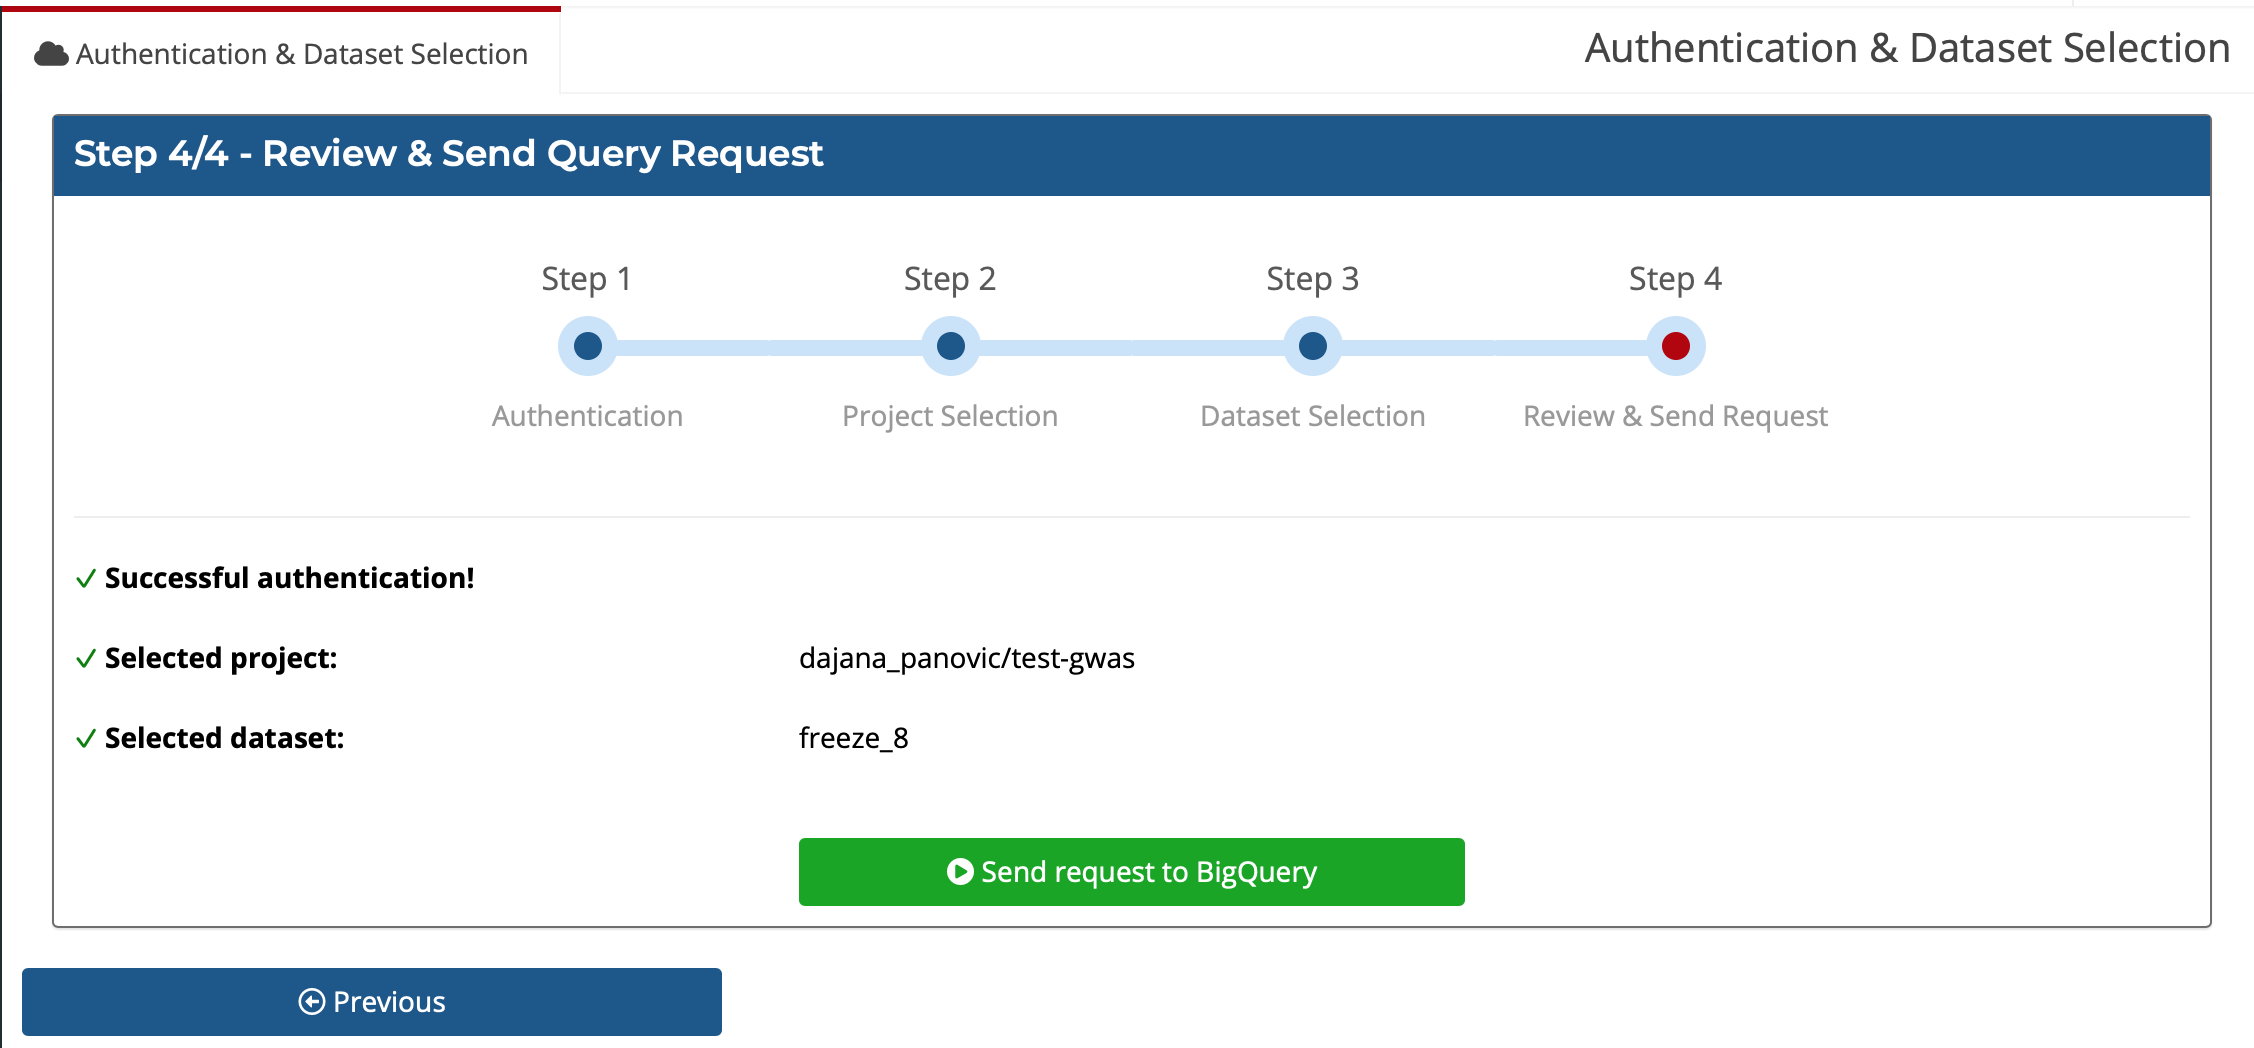 Authentication & Dataset Selection
Authentication & Dataset Selection
Step 4/4 - Review & Send Query Request
Step 1 Step 2 Step 3 Step 4
Authentication Project Selection Dataset Selection Review & Send Request
Successful authentication!
Selected project: dajana_panovic/test-gwas
Selected dataset: freeze_8
Send request to BigQuery
Previous